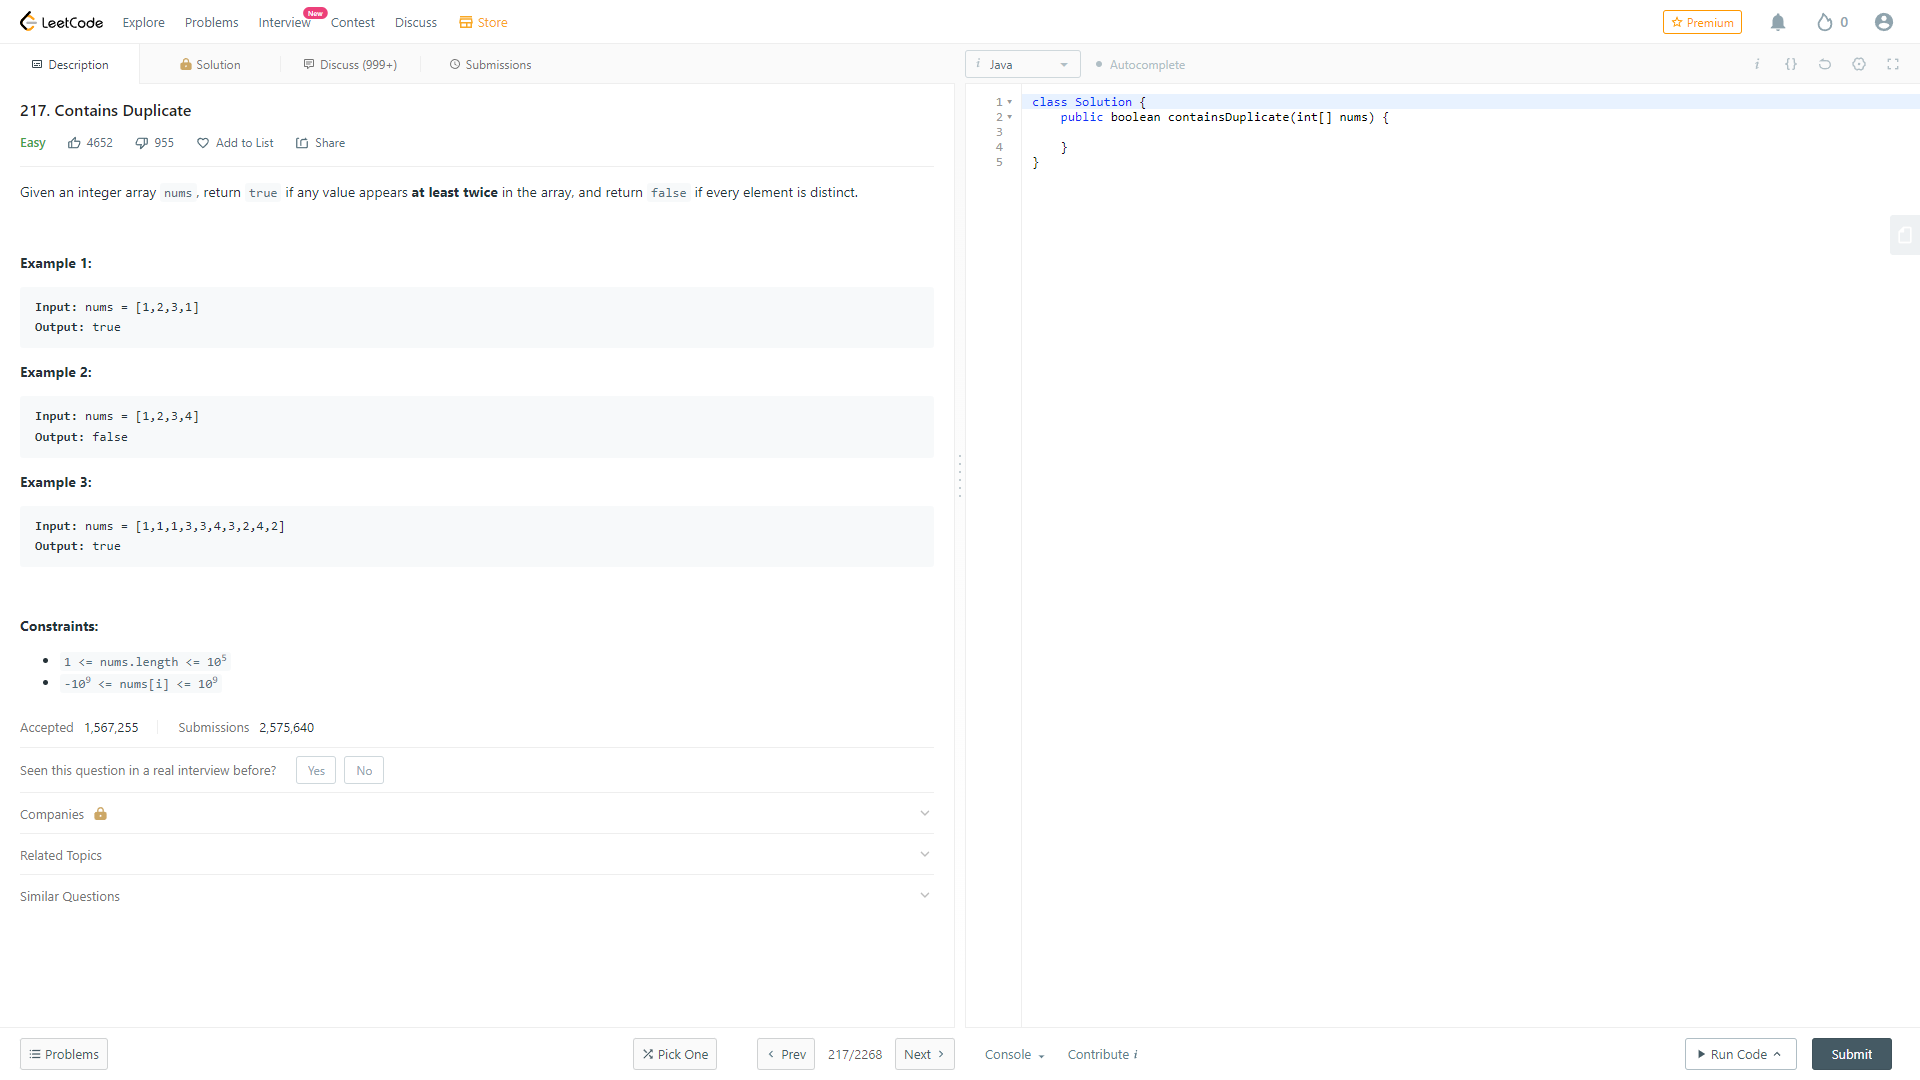 LeetCode Explore Problems Interview New Contest Discuss Store Premium 0
Description Solution Discuss (999+) Submissions i Java Autocomplete i {}
217. Contains Duplicate
Easy 4652 955 Add to List Share
Given an integer array nums, return true if any value appears at least twice in the array, and return false if every element is distinct.
Example 1:
Input: nums = [1,2,3,1]
Output: true
Example 2:
Input: nums = [1,2,3,4]
Output: false
Example 3:
Input: nums = [1,1,1,3,3,4,3,2,4,2]
Output: true
Constraints:
1 <= nums.length <= 10⁵
-10⁹ <= nums[i] <= 10⁹
Accepted 1,567,255 Submissions 2,575,640
Seen this question in a real interview before? Yes No
Companies
Related Topics
Similar Questions
1 class Solution {
2     public boolean containsDuplicate(int[] nums) {
3
4     }
5 }
Problems Pick One Prev 217/2268 Next Console Contribute i Run Code Submit